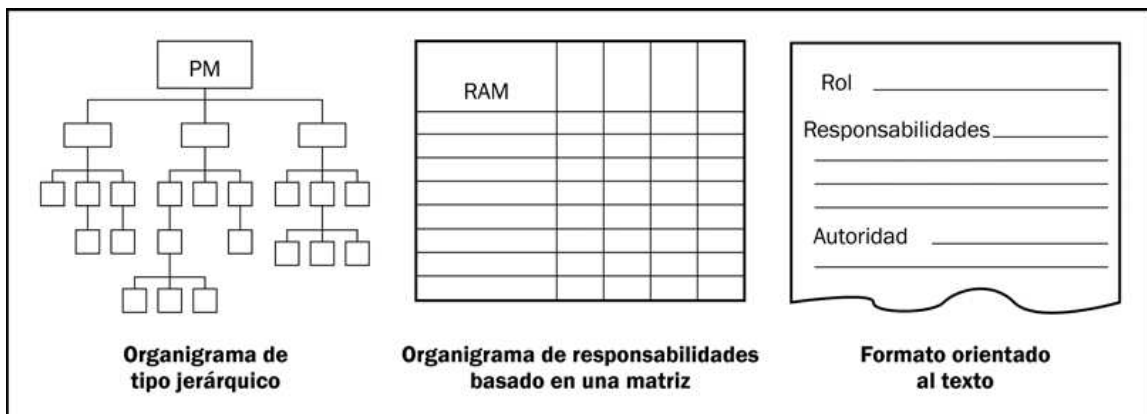 PM
Organigrama de
tipo jerárquico
RAM
Organigrama de responsabilidades
basado en una matriz
Rol
Responsabilidades
Autoridad
Formato orientado
al texto